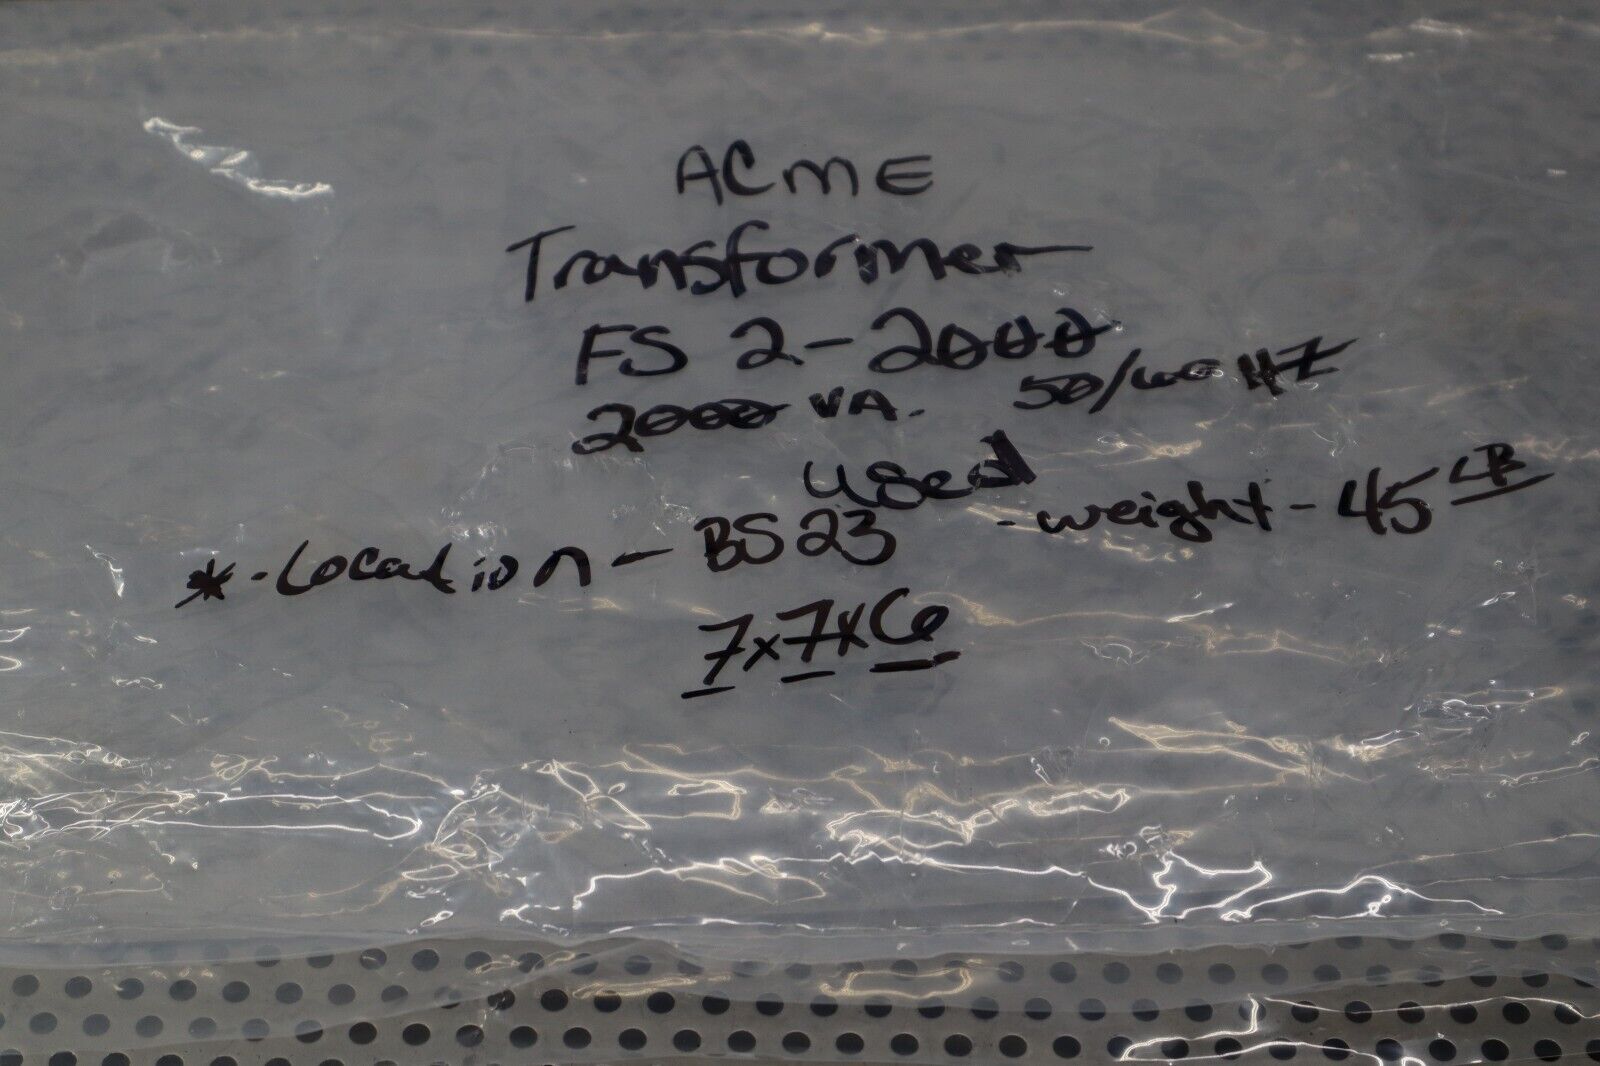 ACME
Transformer
FS 2-2000
2000 VA. 50/60 HZ
used
* - Location - BS23 - weight - 45 LB
7x7x6